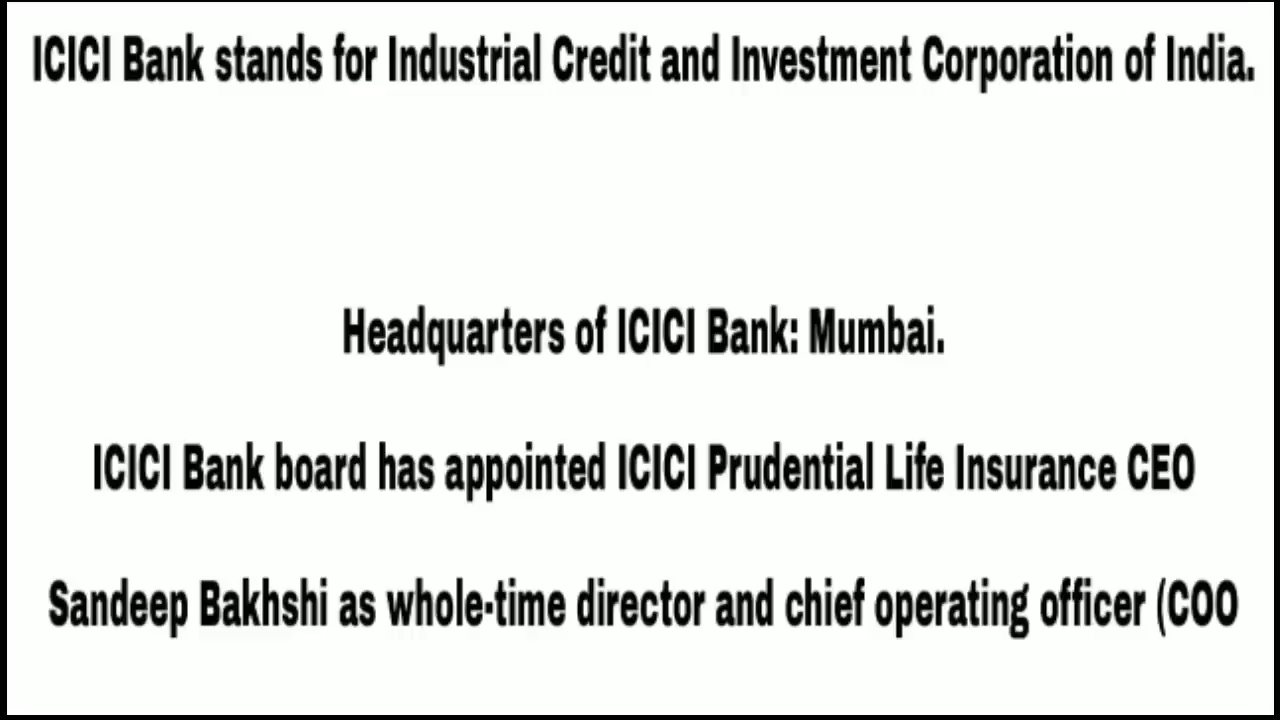 ICICI Bank stands for Industrial Credit and Investment Corporation of India.
Headquarters of ICICI Bank: Mumbai.
ICICI Bank board has appointed ICICI Prudential Life Insurance CEO
Sandeep Bakhshi as whole-time director and chief operating officer (COO